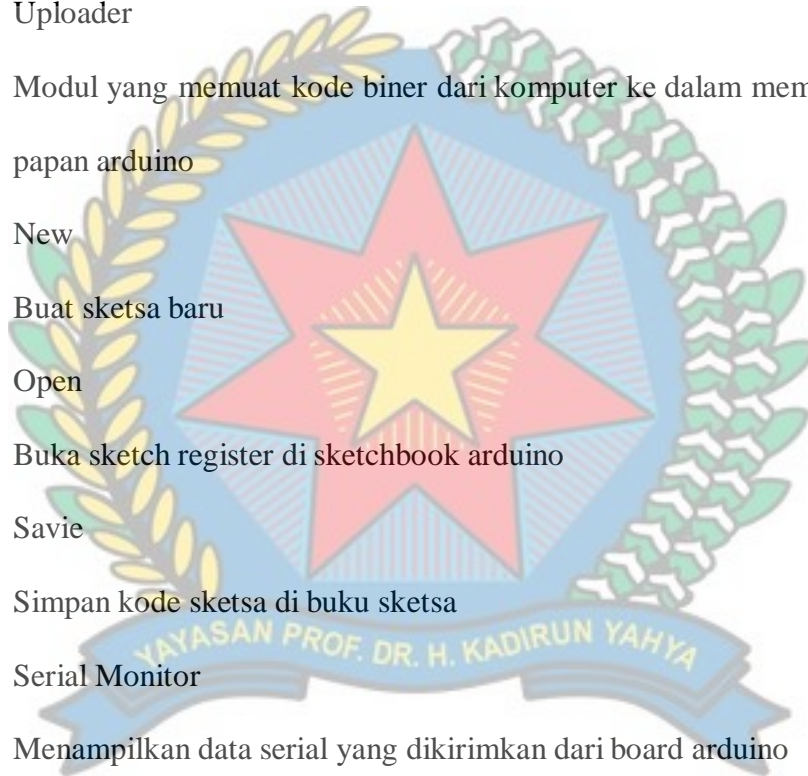 Uploader
Modul yang memuat kode biner dari komputer ke dalam
papan arduino
New
Buat sketsa baru
Open
Buka sketch register di sketchbook arduino
Savie
Simpan kode sketsa di buku sketsa
YAYASAN PROF. DR. H. KADIRUN YAHYA
Serial Monitor
Menampilkan data serial yang dikirimkan dari board arduino